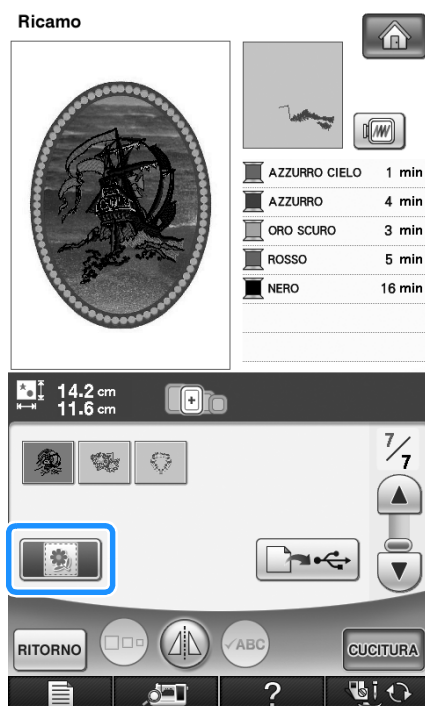 Ricamo
AZZURRO CIELO 1 min
AZZURRO 4 min
ORO SCURO 3 min
ROSSO 5 min
NERO 16 min
14.2 cm
11.6 cm
7/7
RITORNO
✓ABC
CUCITURA
?